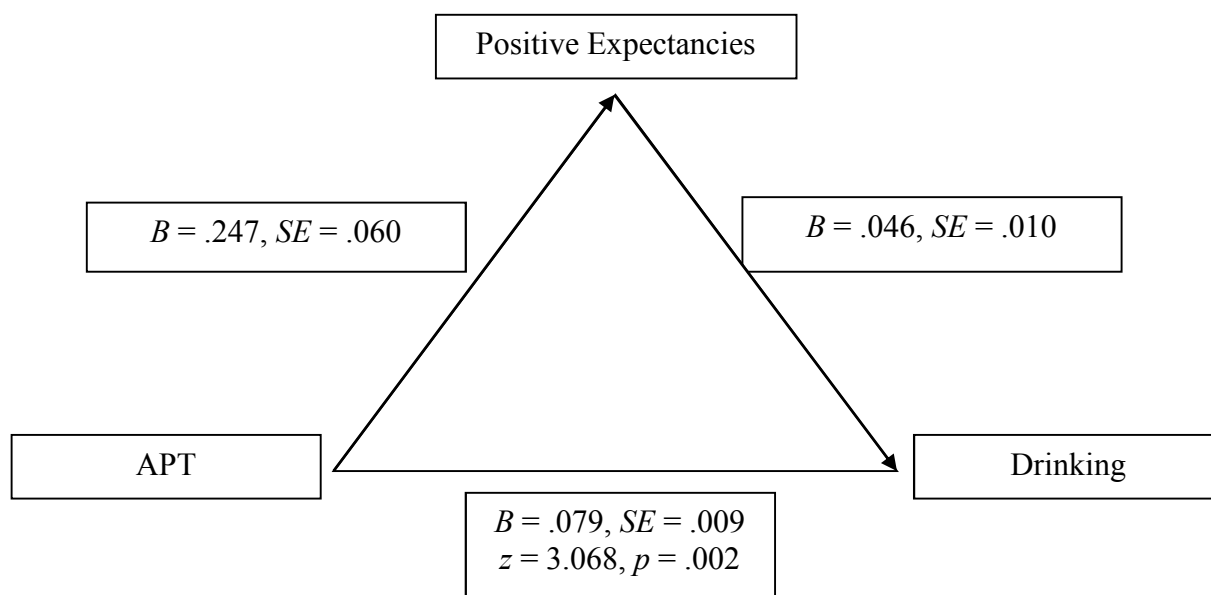 Positive Expectancies
B = .247, SE = .060
B = .046, SE = .010
APT
Drinking
B = .079, SE = .009
z = 3.068, p = .002